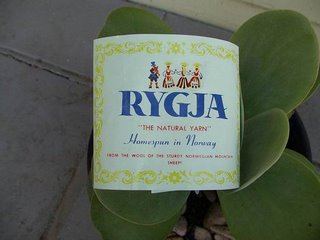 RYGJA
"THE NATURAL YARN"
Homespun in Norway
FROM THE WOOL OF THE STURDY NORWEGIAN MOUNTAIN
SHEEP!